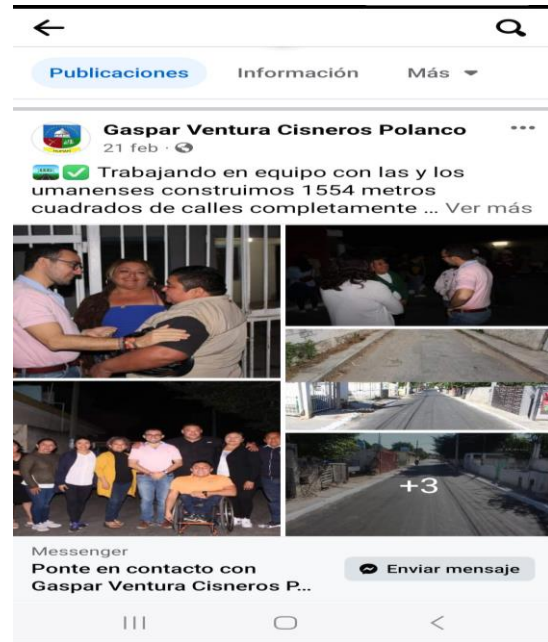 Publicaciones Información Más
Gaspar Ventura Cisneros Polanco
21 feb ·
Trabajando en equipo con las y los
umanenses construimos 1554 metros
cuadrados de calles completamente ... Ver más
+3
Messenger
Ponte en contacto con
Gaspar Ventura Cisneros P...
Enviar mensaje